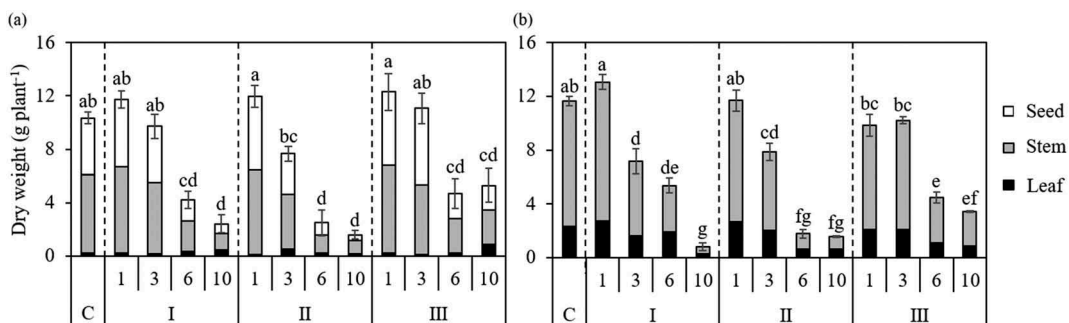 (a)
(b)
Dry weight (g plant⁻¹)
16
12
8
4
0
ab
ab
ab
cd
d
a
bc
cd
d
a
ab
cd
cd
1 3 6 10 1 3 6 10 1 3 6 10
C I II III
16
12
8
4
0
ab
a
d
de
g
ab
cd
fg
fg
bc
bc
e
ef
1 3 6 10 1 3 6 10 1 3 6 10
C I II III
Seed
Stem
Leaf